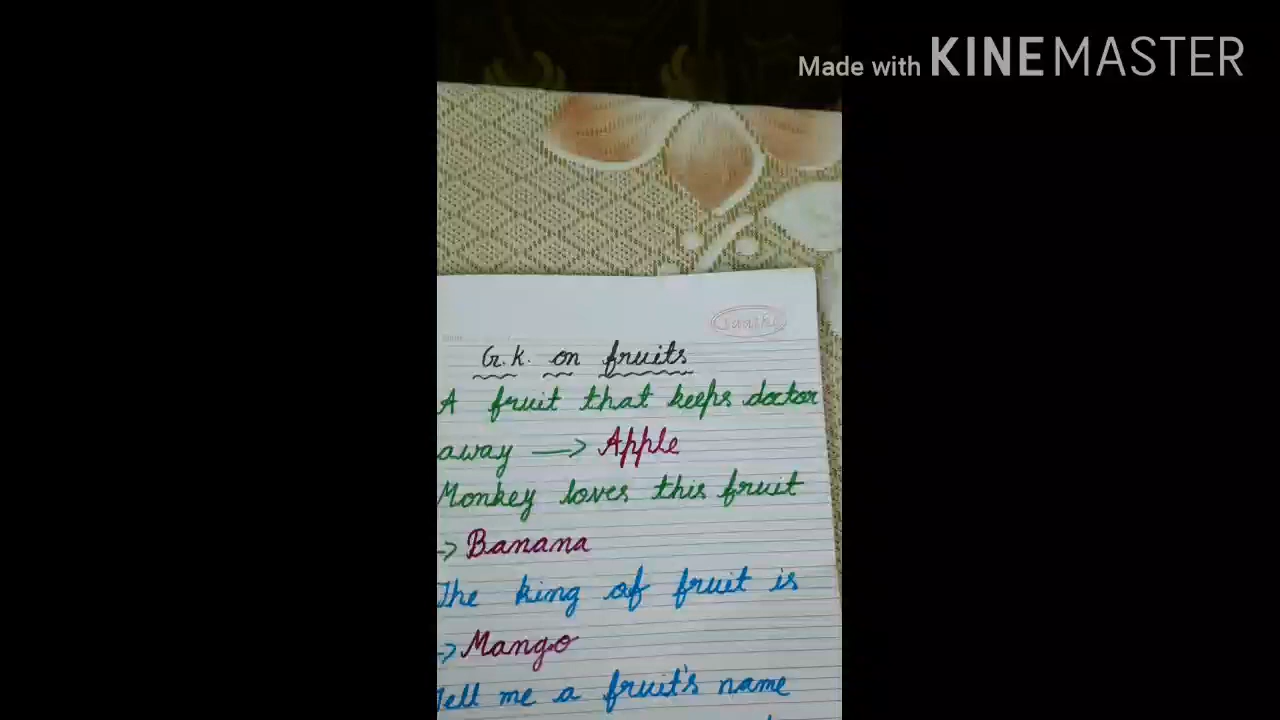 Made with KINEMASTER
G.K. on fruits
A fruit that keeps doctor
away → Apple
Monkey loves this fruit
→ Banana
The king of fruit is
→ Mango
Tell me a fruit's name